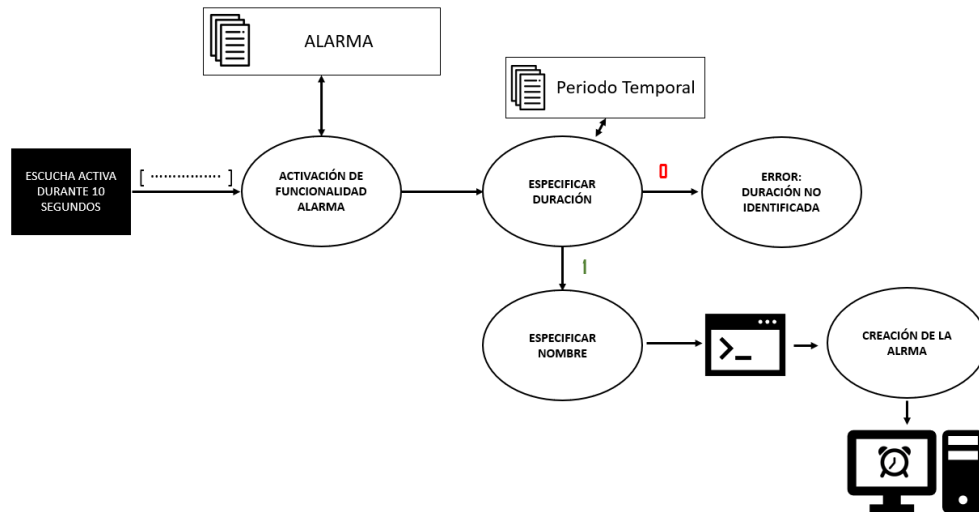 ALARMA
Periodo Temporal
ESCUCHA ACTIVA
DURANTE 10
SEGUNDOS
[ ................. ]
ACTIVACIÓN DE
FUNCIONALIDAD
ALARMA
ESPECIFICAR
DURACIÓN
0
ERROR:
DURACIÓN NO
IDENTIFICADA
1
ESPECIFICAR
NOMBRE
>_
CREACIÓN DE LA
ALRMA